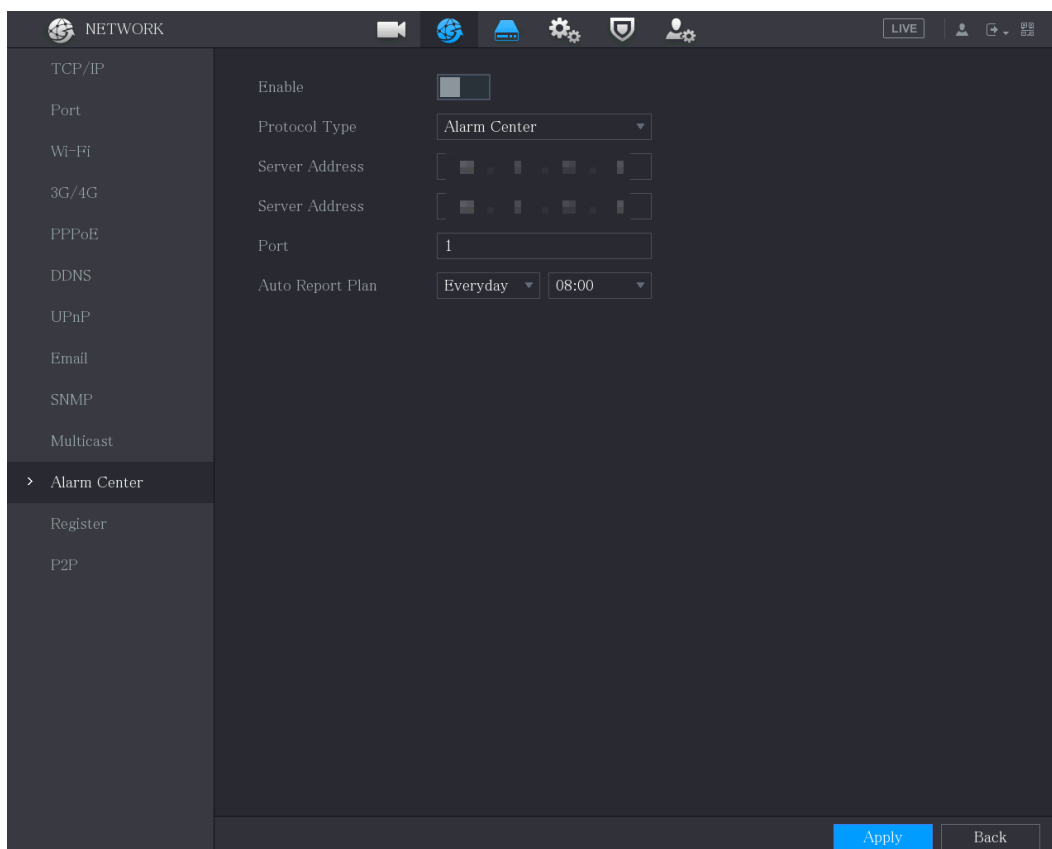 NETWORK
LIVE
TCP/IP
Port
Wi-Fi
3G/4G
PPPoE
DDNS
UPnP
Email
SNMP
Multicast
Alarm Center
Register
P2P
Enable
Protocol Type Alarm Center
Server Address
Server Address
Port 1
Auto Report Plan Everyday 08:00
Apply Back